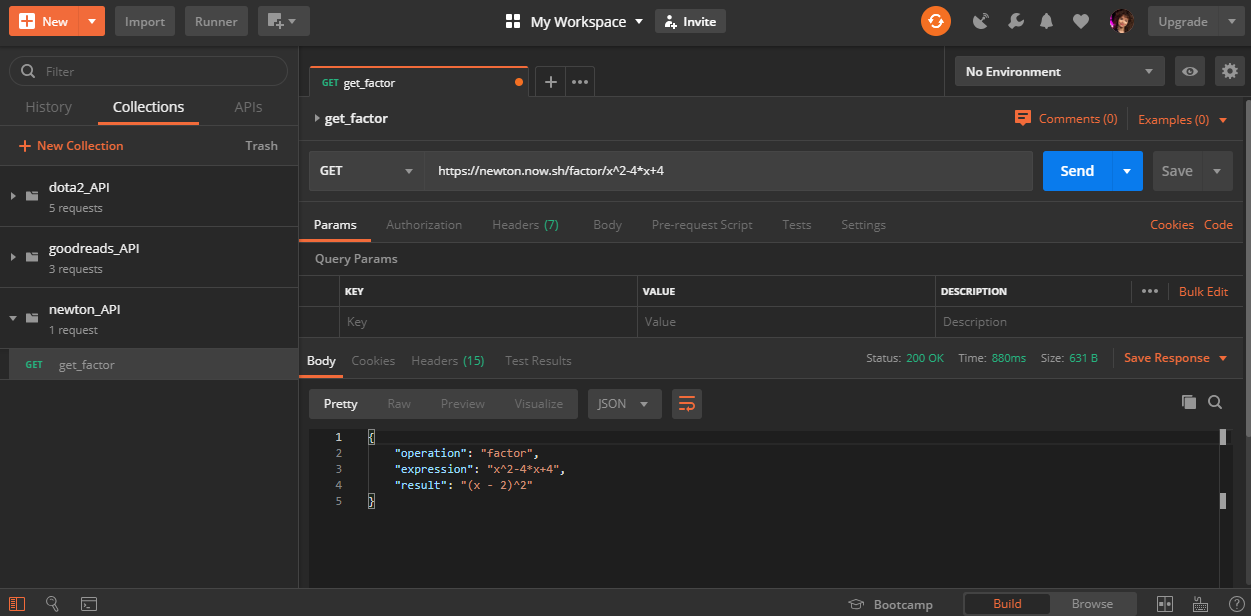 New Import Runner My Workspace Invite Upgrade
Filter
History Collections APIs
New Collection Trash
dota2_API
5 requests
goodreads_API
3 requests
newton_API
1 request
GET get_factor
GET get_factor
No Environment
get_factor Comments (0) Examples (0)
GET https://newton.now.sh/factor/x^2-4*x+4 Send Save
Params Authorization Headers (7) Body Pre-request Script Tests Settings Cookies Code
Query Params
KEY VALUE DESCRIPTION Bulk Edit
Key Value Description
Body Cookies Headers (15) Test Results Status: 200 OK Time: 880ms Size: 631 B Save Response
Pretty Raw Preview Visualize JSON
1 {
2 "operation": "factor",
3 "expression": "x^2-4*x+4",
4 "result": "(x - 2)^2"
5 }
Bootcamp Build Browse